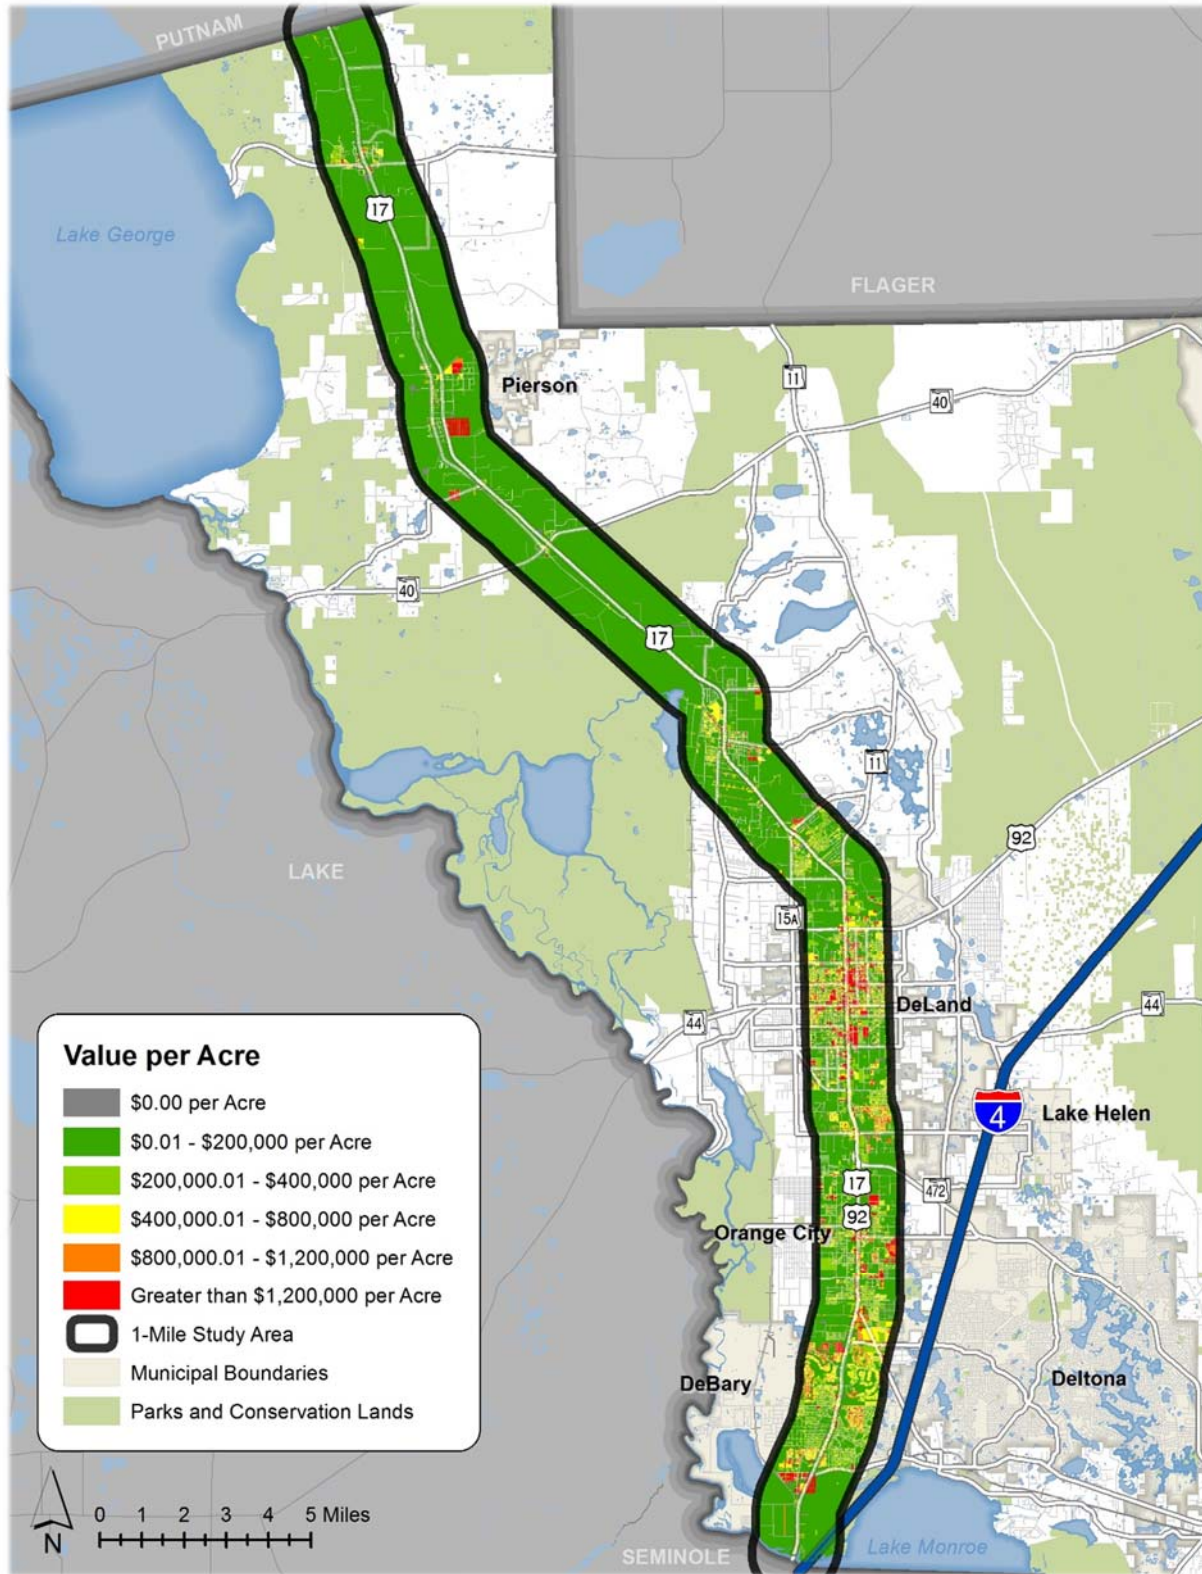 PUTNAM
17
Lake George
FLAGER
Pierson
11
40
40
17
11
92
LAKE
15A
DeLand
44
44
4
Lake Helen
17
472
92
Orange City
DeBary
Deltona
Value per Acre
$0.00 per Acre
$0.01 - $200,000 per Acre
$200,000.01 - $400,000 per Acre
$400,000.01 - $800,000 per Acre
$800,000.01 - $1,200,000 per Acre
Greater than $1,200,000 per Acre
1-Mile Study Area
Municipal Boundaries
Parks and Conservation Lands
N
0 1 2 3 4 5 Miles
SEMINOLE
Lake Monroe